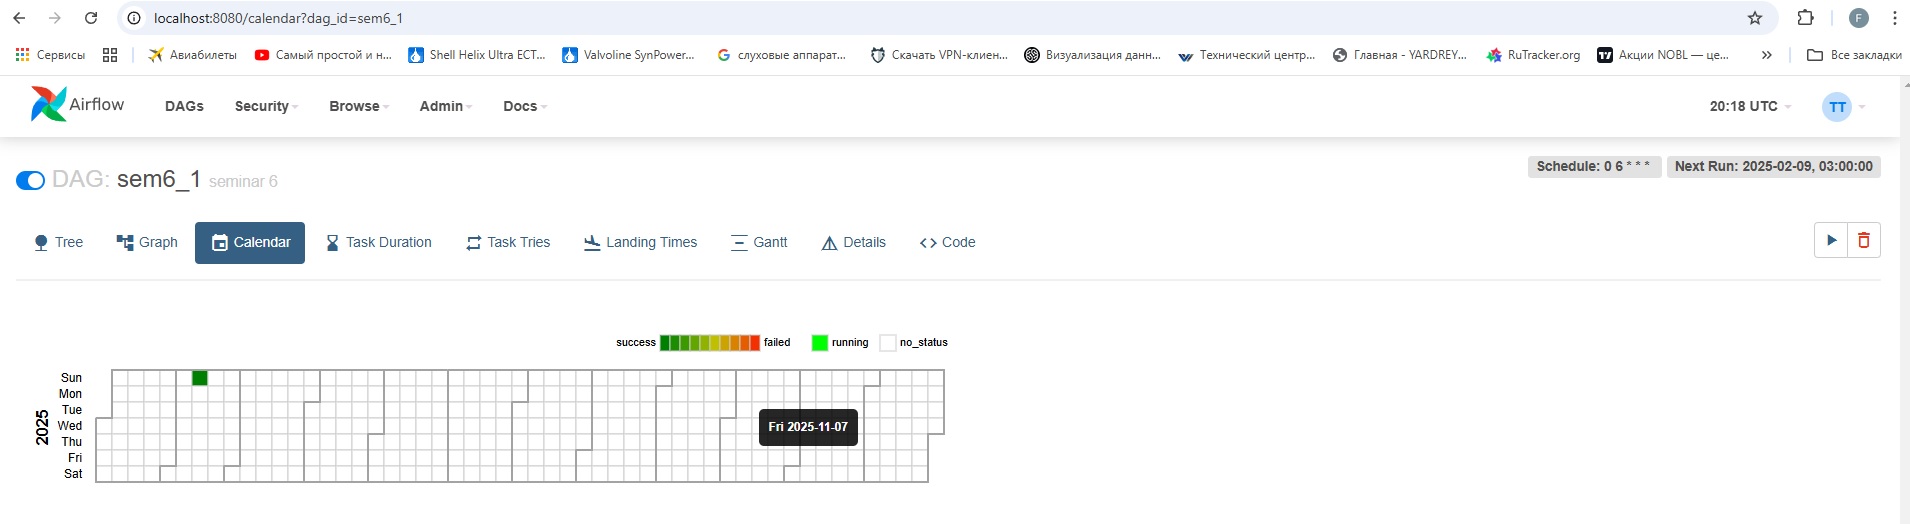 localhost:8080/calendar?dag_id=sem6_1
F
Сервисы Авиабилеты Самый простой и н... Shell Helix Ultra ECT... Valvoline SynPower... слуховые аппарат... Скачать VPN-клиен... Визуализация данн... Технический центр... Главная - YARDREY... RuTracker.org Акции NOBL — це... » Все закладки
Airflow DAGs Security Browse Admin Docs 20:18 UTC TT
DAG: sem6_1 seminar 6
Schedule: 0 6 * * * Next Run: 2025-02-09, 03:00:00
Tree Graph Calendar Task Duration Task Tries Landing Times Gantt Details <> Code
success failed running no_status
2025
Sun
Mon
Tue
Wed
Thu
Fri
Sat
Fri 2025-11-07